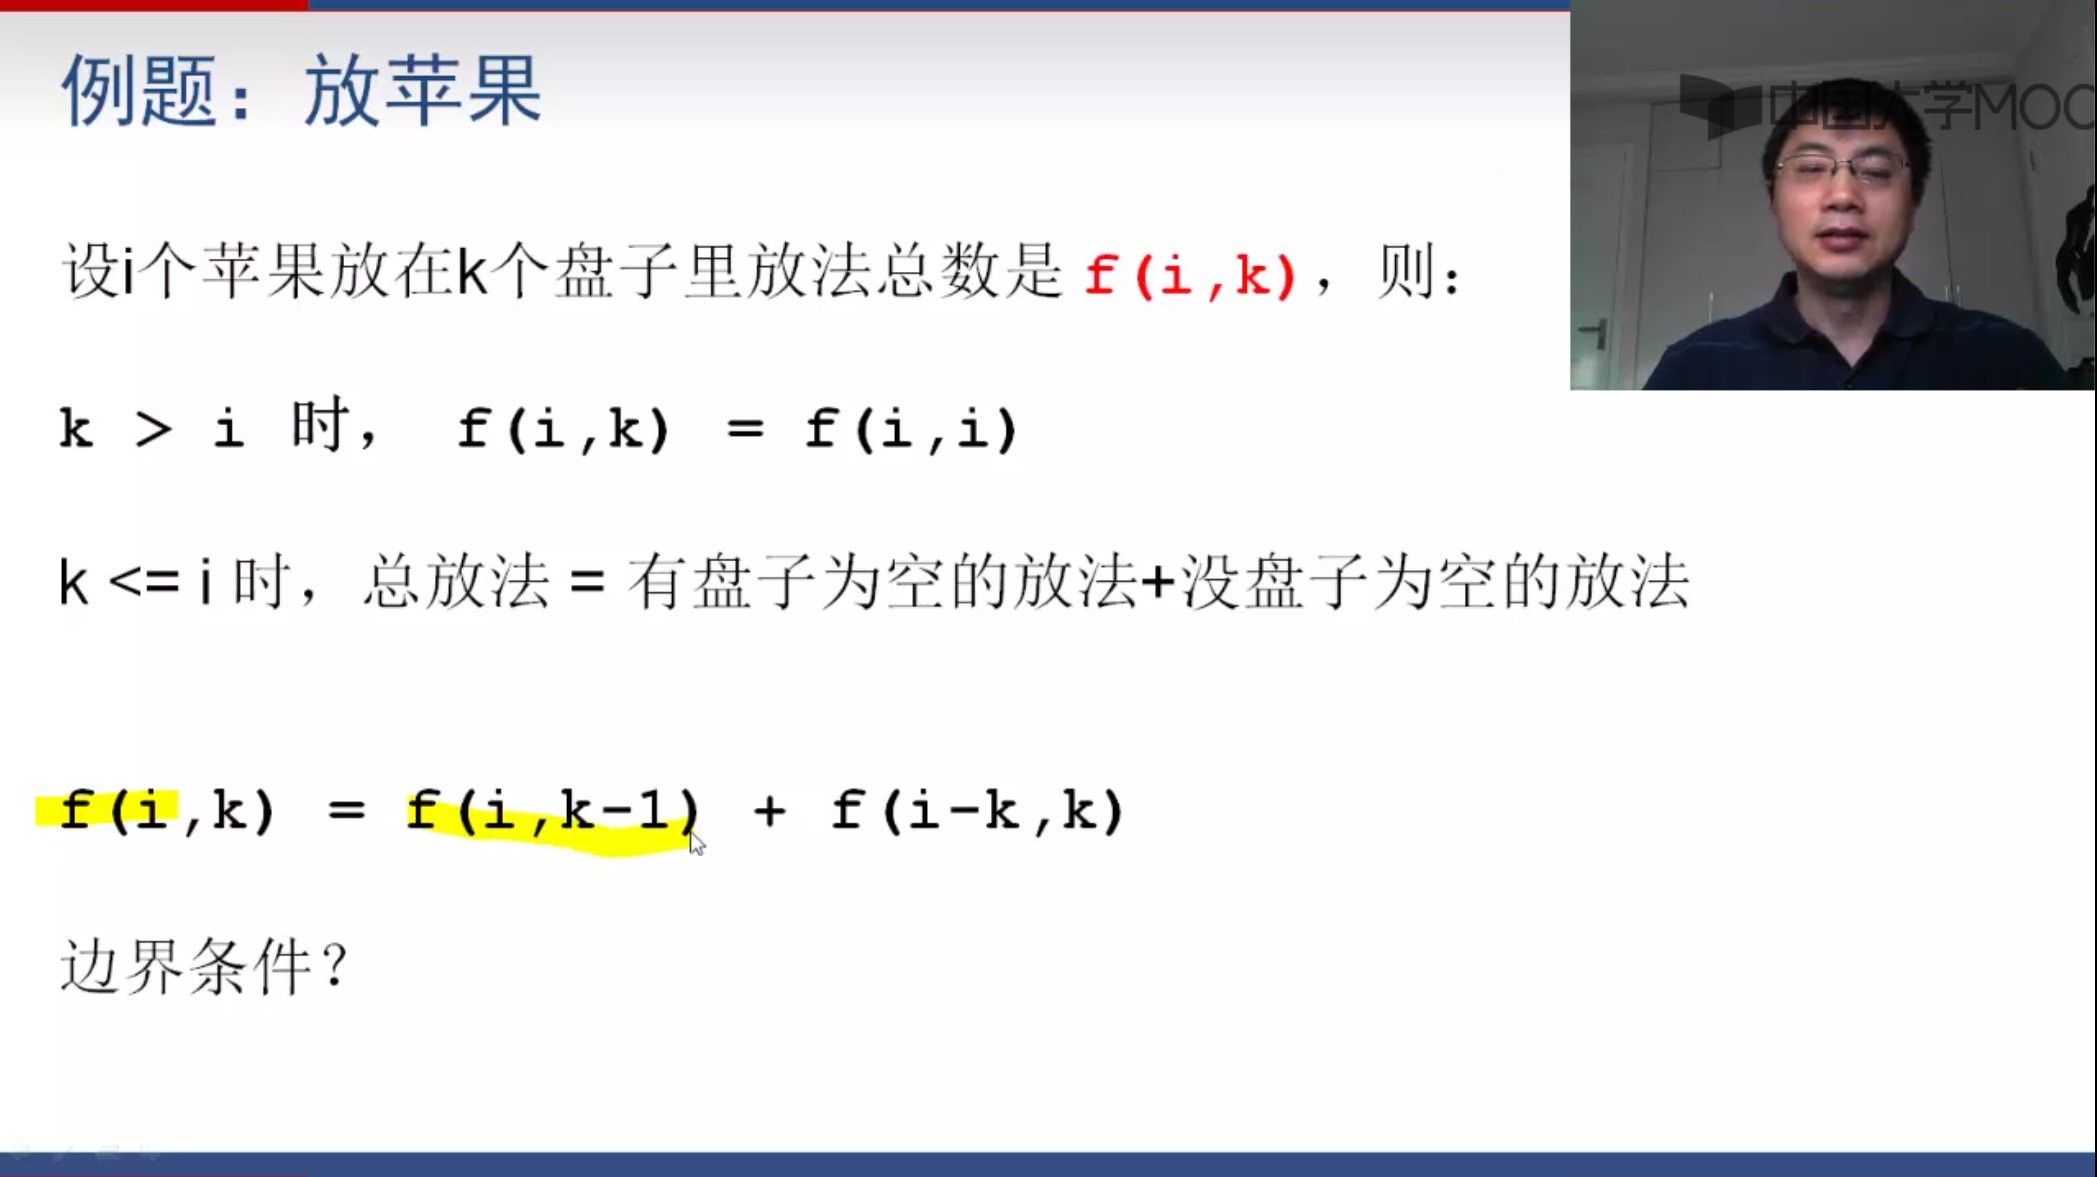 例题：放苹果
中国大学MOC
设i个苹果放在k个盘子里放法总数是 f(i,k)，则：
k > i 时， f(i,k) = f(i,i)
k <= i 时，总放法 = 有盘子为空的放法+没盘子为空的放法
f(i,k) = f(i,k-1) + f(i-k,k)
边界条件？